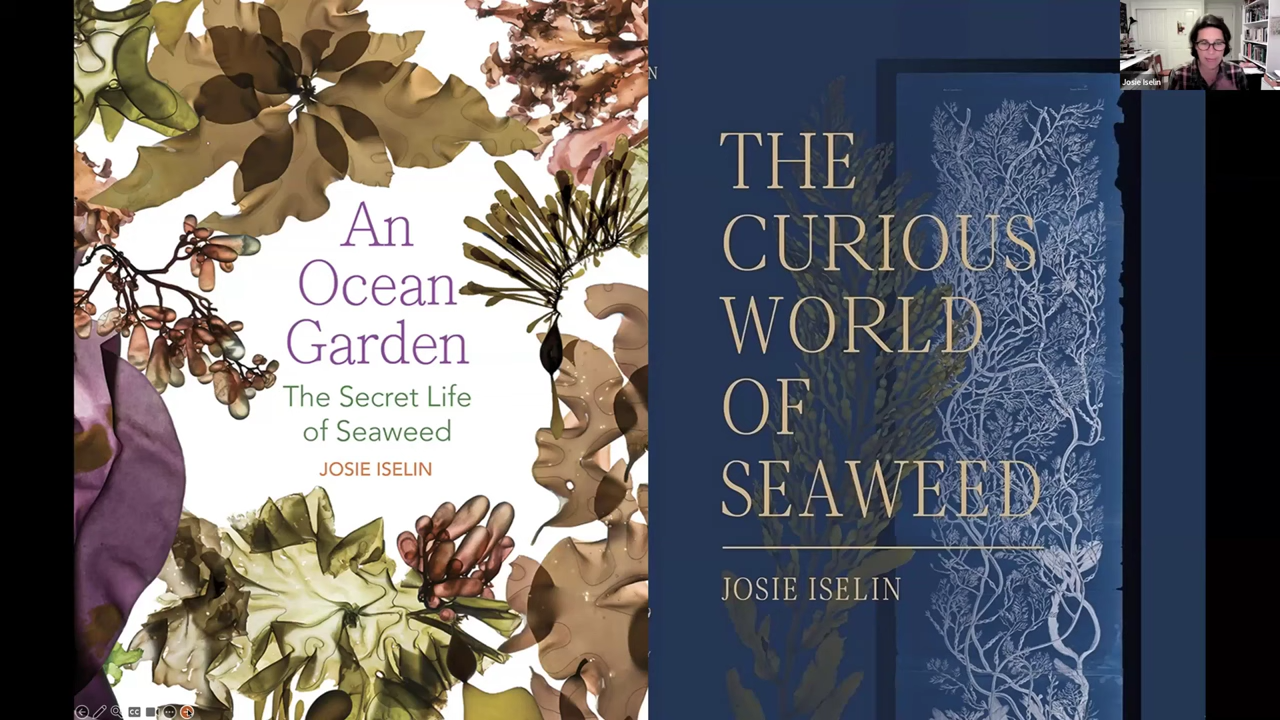 An
Ocean
Garden
The Secret Life
of Seaweed
JOSIE ISELIN
N
THE
CURIOUS
WORLD
OF
SEAWEED
JOSIE ISELIN
Josie Iselin
CC